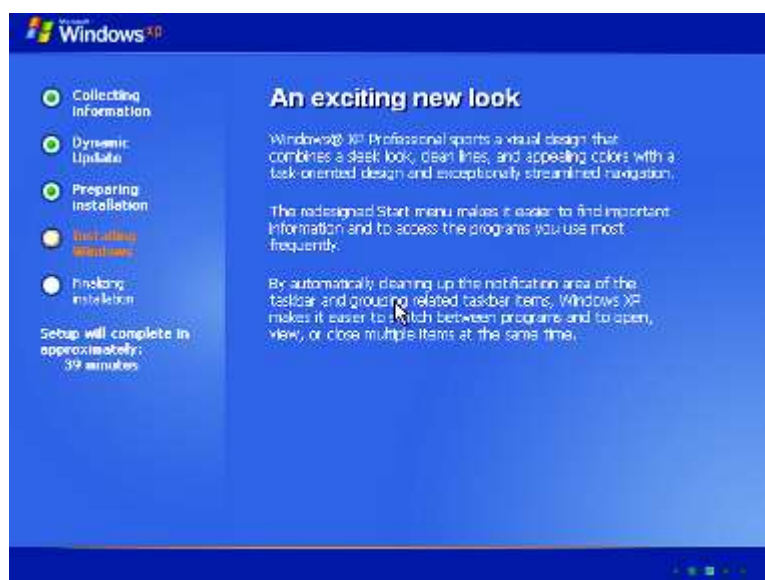 Microsoft
Windows xp
Collecting
information
Dynamic
Update
Preparing
installation
Installing
Windows
Finalizing
installation
Setup will complete in
approximately:
39 minutes
An exciting new look
Windows® XP Professional sports a visual design that
combines a sleek look, clean lines, and appealing colors with a
task-oriented design and exceptionally streamlined navigation.
The redesigned Start menu makes it easier to find important
information and to access the programs you use most
frequently.
By automatically cleaning up the notification area of the
taskbar and grouping related taskbar items, Windows XP
makes it easier to switch between programs and to open,
view, or close multiple items at the same time.